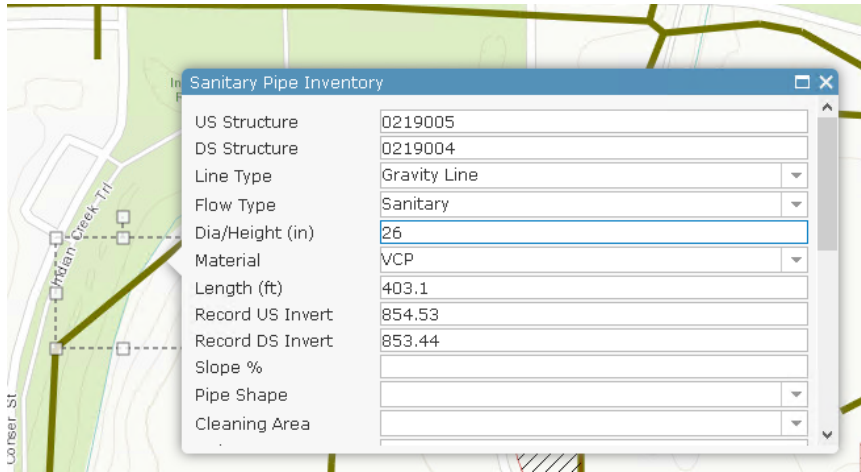 Sanitary Pipe Inventory
US Structure 0219005
DS Structure 0219004
Line Type Gravity Line
Flow Type Sanitary
Dia/Height (in) 26
Material VCP
Length (ft) 403.1
Record US Invert 854.53
Record DS Invert 853.44
Slope %
Pipe Shape
Cleaning Area
Indian Creek Trl
Conser St